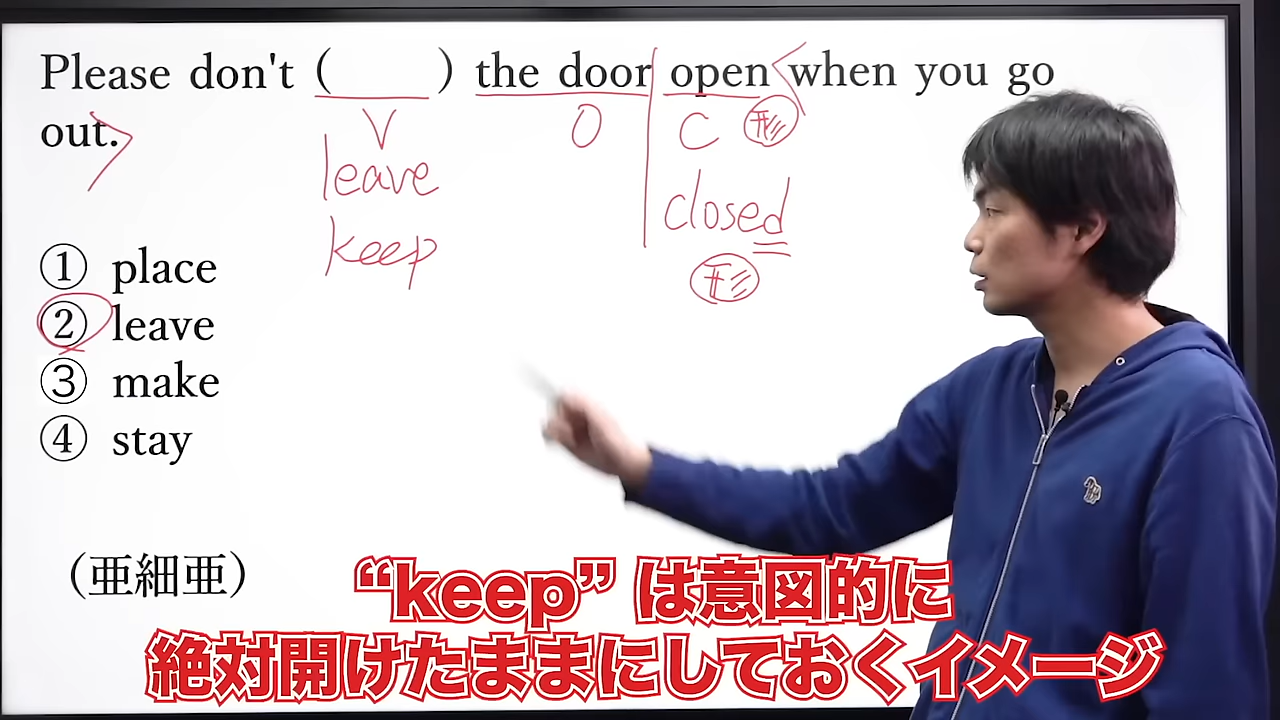 Please don't (      ) the door open when you go
out.
V
O
C
形
leave
keep
closed
形
① place
② leave
③ make
④ stay
（亜細亜）
“keep”は意図的に
絶対開けたままにしておくイメージ